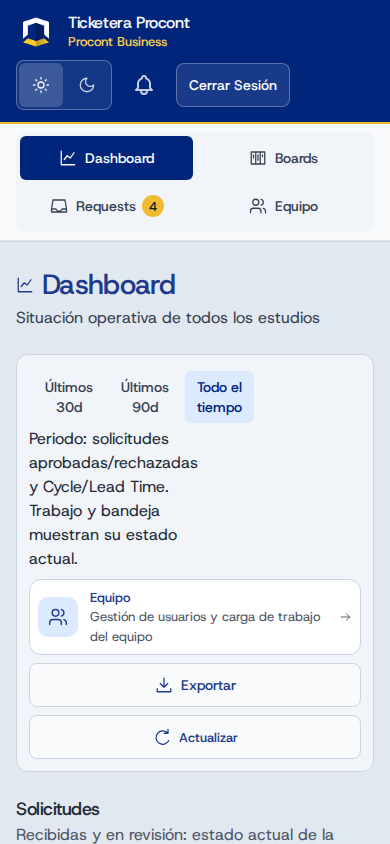 Ticketera Procont
Procont Business
Cerrar Sesión
Dashboard
Boards
Requests 4
Equipo
Dashboard
Situación operativa de todos los estudios
Últimos
30d
Últimos
90d
Todo el
tiempo
Periodo: solicitudes
aprobadas/rechazadas
y Cycle/Lead Time.
Trabajo y bandeja
muestran su estado
actual.
Equipo
Gestión de usuarios y carga de trabajo
del equipo
Exportar
Actualizar
Solicitudes
Recibidas y en revisión: estado actual de la